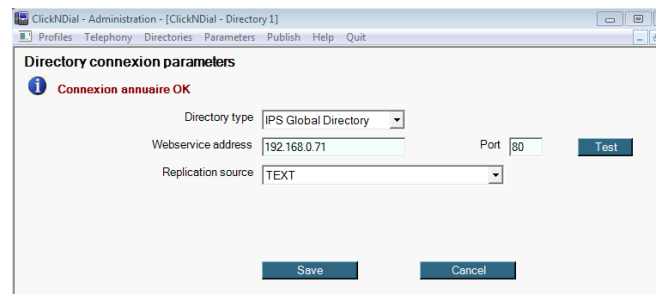 ClickNDial - Administration - [ClickNDial - Directory 1]
Profiles Telephony Directories Parameters Publish Help Quit
Directory connexion parameters
Connexion annuaire OK
Directory type IPS Global Directory
Webservice address 192.168.0.71 Port 80 Test
Replication source TEXT
Save Cancel